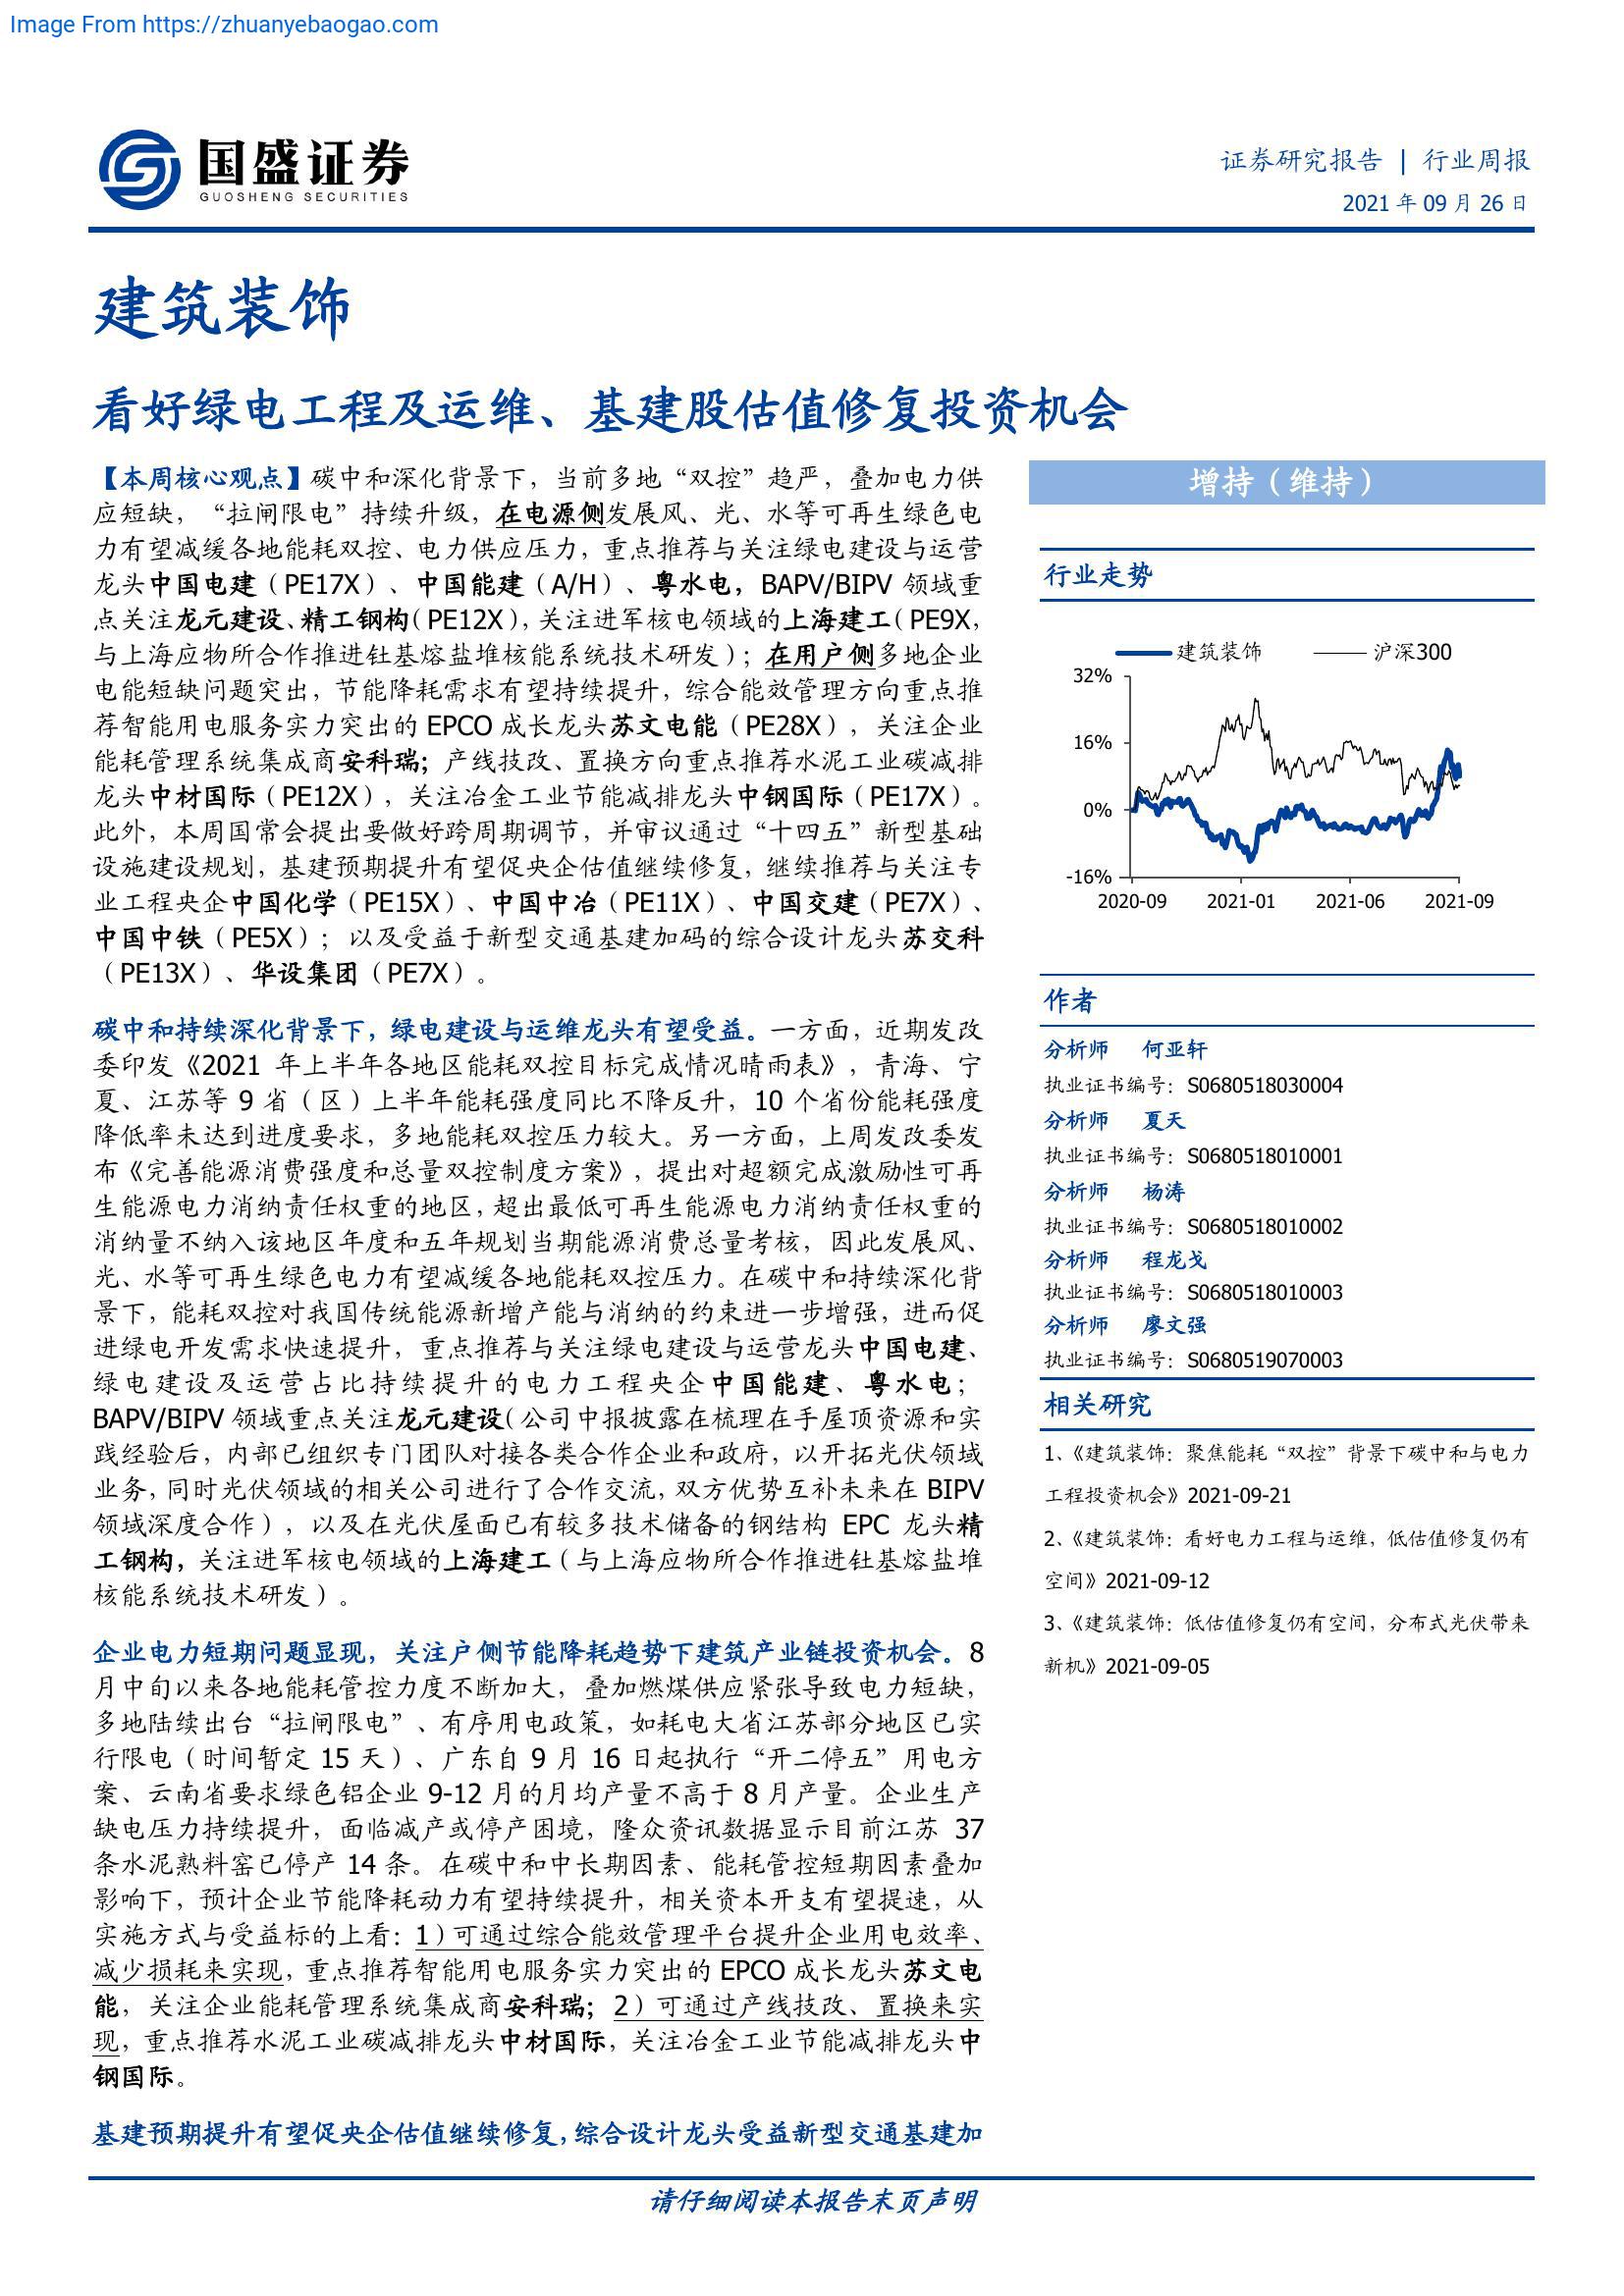 Image From https://zhuanyebaogao.com
国盛证券
GUOSHENG SECURITIES
证券研究报告 | 行业周报
2021 年 09 月 26 日
建筑装饰
看好绿电工程及运维、基建股估值修复投资机会
【本周核心观点】碳中和深化背景下，当前多地“双控”趋严，叠加电力供
应短缺，“拉闸限电”持续升级，在电源侧发展风、光、水等可再生绿色电
力有望减缓各地能耗双控、电力供应压力，重点推荐与关注绿电建设与运营
龙头中国电建（PE17X）、中国能建（A/H）、粤水电，BAPV/BIPV 领域重
点关注龙元建设、精工钢构（PE12X），关注进军核电领域的上海建工（PE9X，
与上海应物所合作推进钍基熔盐堆核能系统技术研发）；在用户侧多地企业
电能短缺问题突出，节能降耗需求有望持续提升，综合能效管理方向重点推
荐智能用电服务实力突出的 EPCO 成长龙头苏文电能（PE28X），关注企业
能耗管理系统集成商安科瑞；产线技改、置换方向重点推荐水泥工业碳减排
龙头中材国际（PE12X），关注冶金工业节能减排龙头中钢国际（PE17X）。
此外，本周国常会提出要做好跨周期调节，并审议通过“十四五”新型基础
设施建设规划，基建预期提升有望促央企估值继续修复，继续推荐与关注专
业工程央企中国化学（PE15X）、中国中冶（PE11X）、中国交建（PE7X）、
中国中铁（PE5X）；以及受益于新型交通基建加码的综合设计龙头苏交科
（PE13X）、华设集团（PE7X）。
碳中和持续深化背景下，绿电建设与运维龙头有望受益。一方面，近期发改
委印发《2021 年上半年各地区能耗双控目标完成情况晴雨表》，青海、宁
夏、江苏等 9 省（区）上半年能耗强度同比不降反升，10 个省份能耗强度
降低率未达到进度要求，多地能耗双控压力较大。另一方面，上周发改委发
布《完善能源消费强度和总量双控制度方案》，提出对超额完成激励性可再
生能源电力消纳责任权重的地区，超出最低可再生能源电力消纳责任权重的
消纳量不纳入该地区年度和五年规划当期能源消费总量考核，因此发展风、
光、水等可再生绿色电力有望减缓各地能耗双控压力。在碳中和持续深化背
景下，能耗双控对我国传统能源新增产能与消纳的约束进一步增强，进而促
进绿电开发需求快速提升，重点推荐与关注绿电建设与运营龙头中国电建、
绿电建设及运营占比持续提升的电力工程央企中国能建、粤水电；
BAPV/BIPV 领域重点关注龙元建设（公司中报披露在梳理在手屋顶资源和实
践经验后，内部已组织专门团队对接各类合作企业和政府，以开拓光伏领域
业务，同时光伏领域的相关公司进行了合作交流，双方优势互补未来在 BIPV
领域深度合作），以及在光伏屋面已有较多技术储备的钢结构 EPC 龙头精
工钢构，关注进军核电领域的上海建工（与上海应物所合作推进钍基熔盐堆
核能系统技术研发）。
企业电力短期问题显现，关注户侧节能降耗趋势下建筑产业链投资机会。8
月中旬以来各地能耗管控力度不断加大，叠加燃煤供应紧张导致电力短缺，
多地陆续出台“拉闸限电”、有序用电政策，如耗电大省江苏部分地区已实
行限电（时间暂定 15 天）、广东自 9 月 16 日起执行“开二停五”用电方
案、云南省要求绿色铝企业 9-12 月的月均产量不高于 8 月产量。企业生产
缺电压力持续提升，面临减产或停产困境，隆众资讯数据显示目前江苏 37
条水泥熟料窑已停产 14 条。在碳中和中长期因素、能耗管控短期因素叠加
影响下，预计企业节能降耗动力有望持续提升，相关资本开支有望提速，从
实施方式与受益标的上看：1）可通过综合能效管理平台提升企业用电效率、
减少损耗来实现，重点推荐智能用电服务实力突出的 EPCO 成长龙头苏文电
能，关注企业能耗管理系统集成商安科瑞；2）可通过产线技改、置换来实
现，重点推荐水泥工业碳减排龙头中材国际，关注冶金工业节能减排龙头中
钢国际。
基建预期提升有望促央企估值继续修复，综合设计龙头受益新型交通基建加
增持（维持）
行业走势
建筑装饰 沪深300
32%
16%
0%
-16%
2020-09 2021-01 2021-06 2021-09
作者
分析师 何亚轩
执业证书编号：S0680518030004
分析师 夏天
执业证书编号：S0680518010001
分析师 杨涛
执业证书编号：S0680518010002
分析师 程龙戈
执业证书编号：S0680518010003
分析师 廖文强
执业证书编号：S0680519070003
相关研究
1、《建筑装饰：聚焦能耗“双控”背景下碳中和与电力
工程投资机会》2021-09-21
2、《建筑装饰：看好电力工程与运维，低估值修复仍有
空间》2021-09-12
3、《建筑装饰：低估值修复仍有空间，分布式光伏带来
新机》2021-09-05
请仔细阅读本报告末页声明